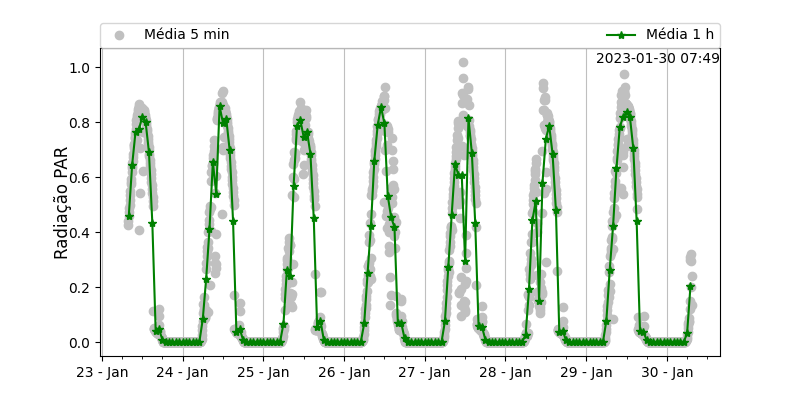 Média 5 min
Média 1 h
2023-01-30 07:49
Radiação PAR
1.0
0.8
0.6
0.4
0.2
0.0
23 - Jan
24 - Jan
25 - Jan
26 - Jan
27 - Jan
28 - Jan
29 - Jan
30 - Jan